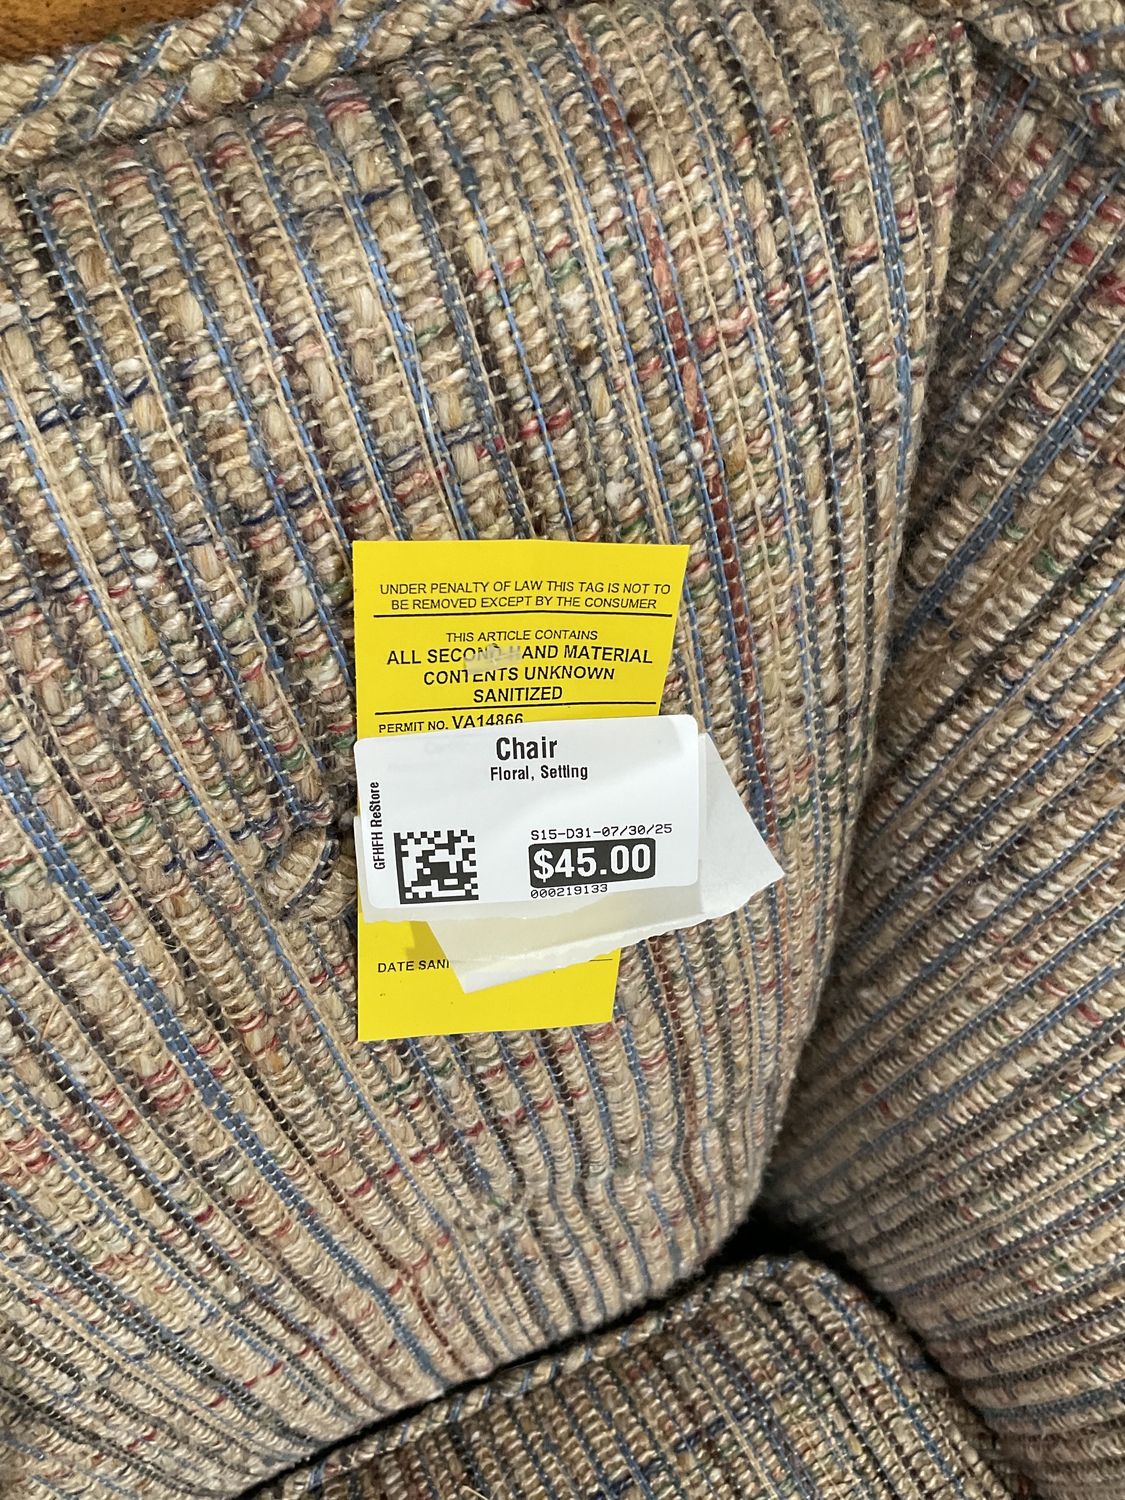 UNDER PENALTY OF LAW THIS TAG IS NOT TO
BE REMOVED EXCEPT BY THE CONSUMER
THIS ARTICLE CONTAINS
ALL SECOND-HAND MATERIAL
CONTENTS UNKNOWN
SANITIZED
PERMIT NO. VA14866
Chair
Floral, Setting
GFHFH ReStore
S15-D31-07/30/25
$45.00
000219133
DATE SANI